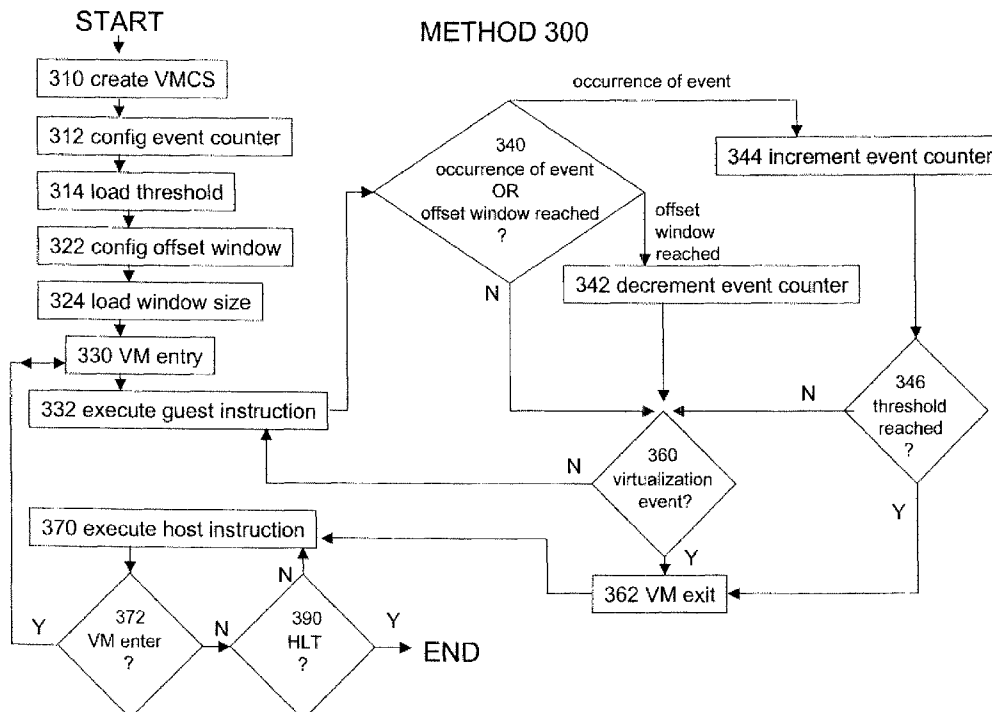 START
METHOD 300
310 create VMCS
312 config event counter
314 load threshold
322 config offset window
324 load window size
330 VM entry
332 execute guest instruction
340
occurrence of event
OR
offset window reached
?
occurrence of event
344 increment event counter
offset
window
reached
342 decrement event counter
N
346
threshold
reached
?
N
Y
360
virtualization
event?
N
Y
362 VM exit
370 execute host instruction
372
VM enter
?
Y
N
390
HLT
?
N
Y
END